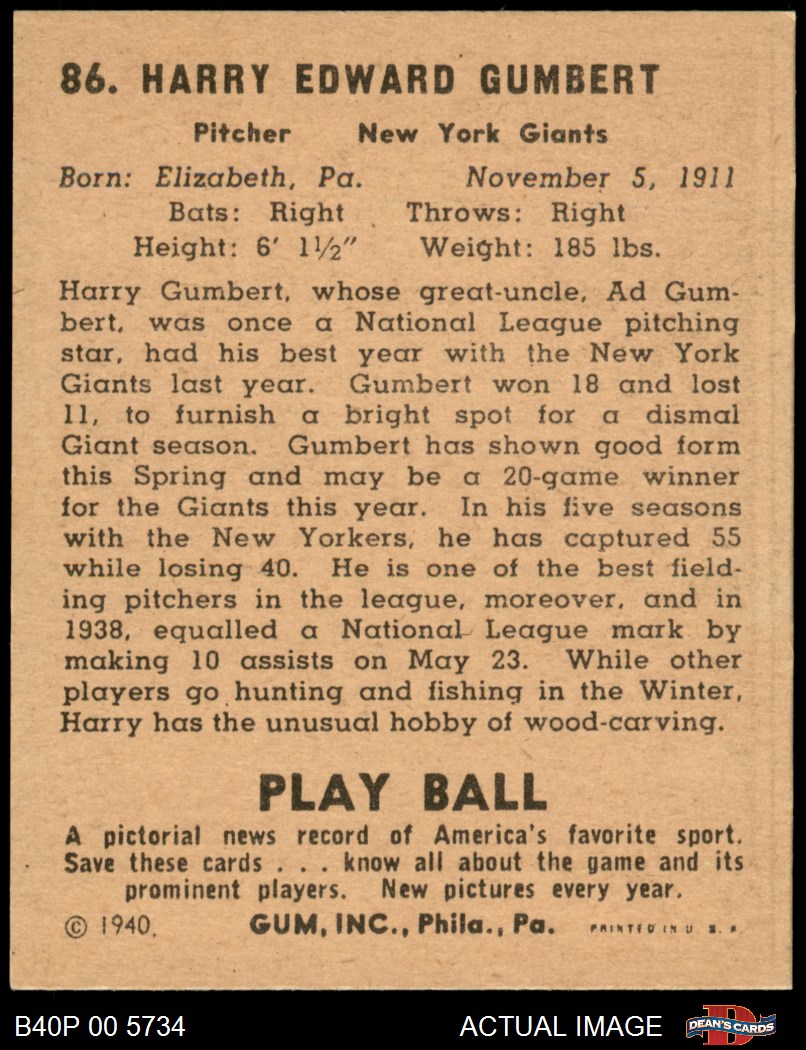 86. HARRY EDWARD GUMBERT
Pitcher New York Giants
Born: Elizabeth, Pa. November 5, 1911
Bats: Right Throws: Right
Height: 6' 1½" Weight: 185 lbs.
Harry Gumbert, whose great-uncle, Ad Gum-
bert, was once a National League pitching
star, had his best year with the New York
Giants last year. Gumbert won 18 and lost
11, to furnish a bright spot for a dismal
Giant season. Gumbert has shown good form
this Spring and may be a 20-game winner
for the Giants this year. In his five seasons
with the New Yorkers, he has captured 55
while losing 40. He is one of the best field-
ing pitchers in the league, moreover, and in
1938, equalled a National League mark by
making 10 assists on May 23. While other
players go hunting and fishing in the Winter,
Harry has the unusual hobby of wood-carving.
PLAY BALL
A pictorial news record of America's favorite sport.
Save these cards . . . know all about the game and its
prominent players. New pictures every year.
© 1940. GUM, INC., Phila., Pa. PRINTED IN U. S. A.
B40P 00 5734 ACTUAL IMAGE D DEAN'S CARDS